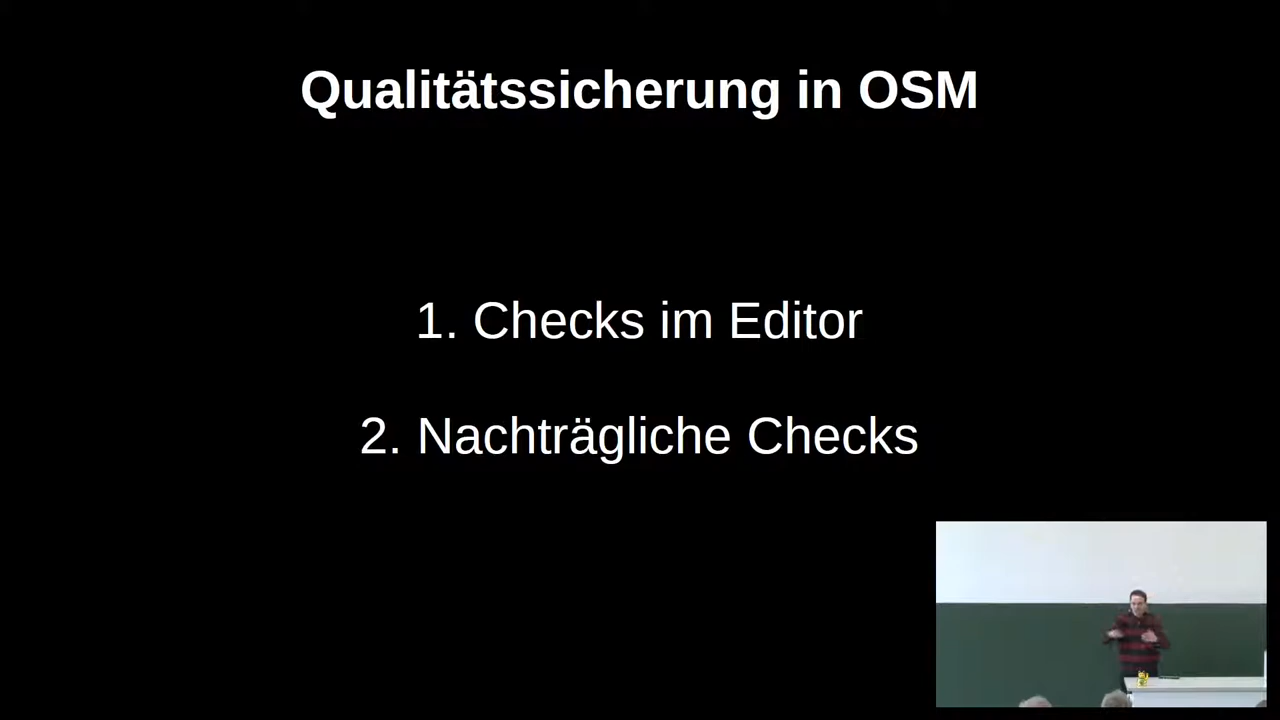 Qualitätssicherung in OSM
1. Checks im Editor
2. Nachträgliche Checks